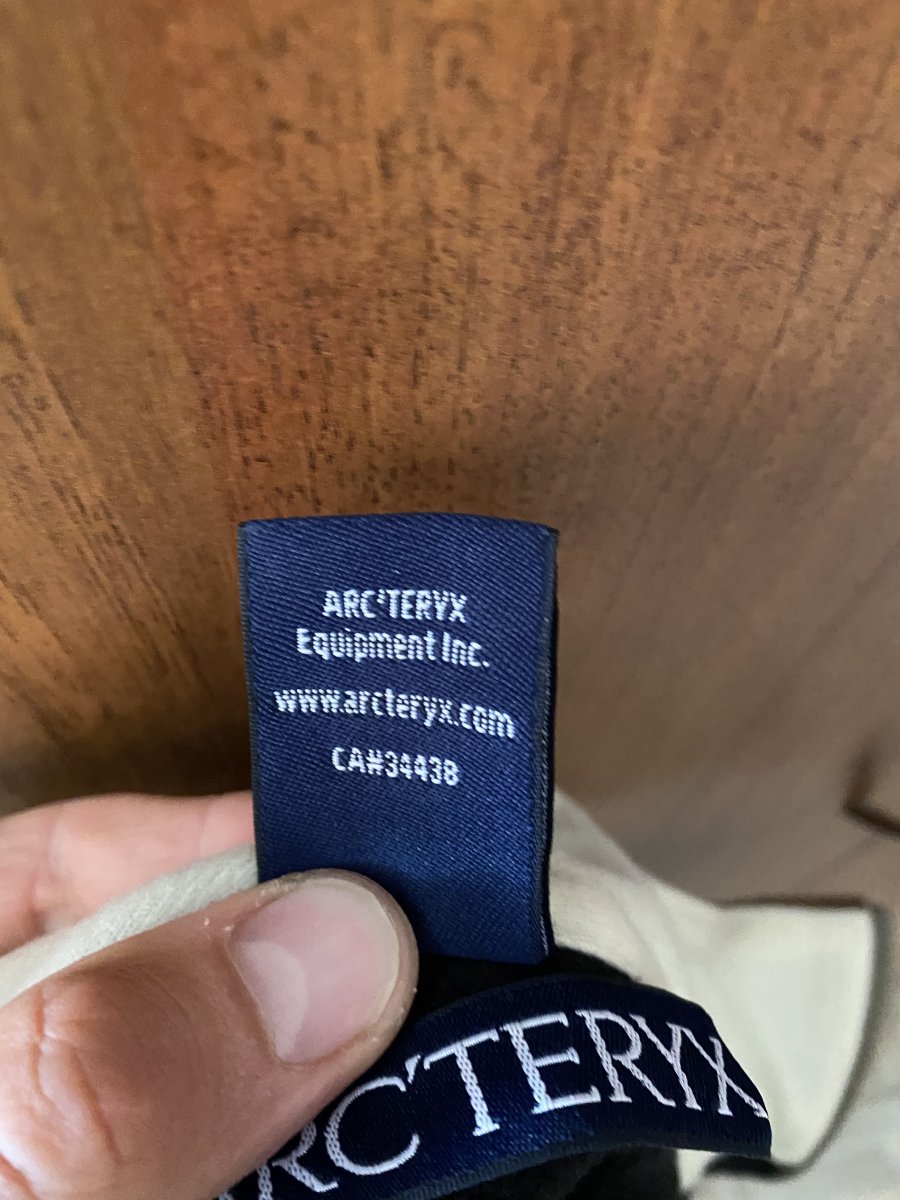 ARC'TERYX
Equipment Inc.
www.arcteryx.com
CA#34438
ARC'TERYX